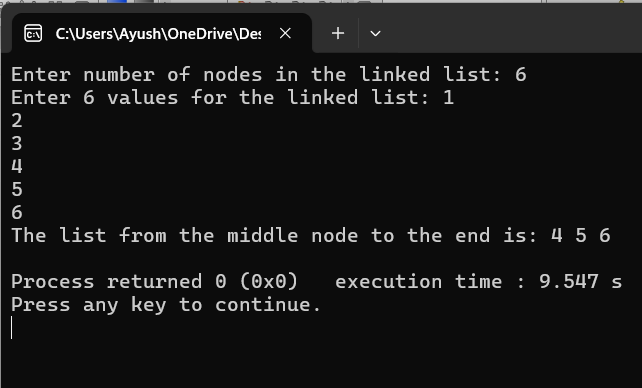 C:\Users\Ayush\OneDrive\Des
Enter number of nodes in the linked list: 6
Enter 6 values for the linked list: 1
2
3
4
5
6
The list from the middle node to the end is: 4 5 6
Process returned 0 (0x0)   execution time : 9.547 s
Press any key to continue.